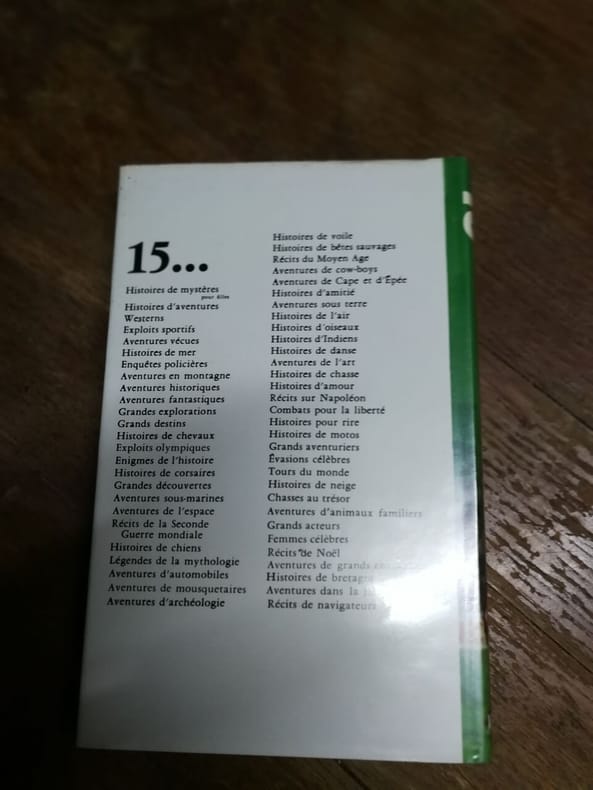 15...
Histoires de mystères
pour filles
Histoires d'aventures
Westerns
Exploits sportifs
Aventures vécues
Histoires de mer
Enquêtes policières
Aventures en montagne
Aventures historiques
Aventures fantastiques
Grandes explorations
Grands destins
Histoires de chevaux
Exploits olympiques
Enigmes de l'histoire
Histoires de corsaires
Grandes découvertes
Aventures sous-marines
Aventures de l'espace
Récits de la Seconde
Guerre mondiale
Histoires de chiens
Légendes de la mythologie
Aventures d'automobiles
Aventures de mousquetaires
Aventures d'archéologie
Histoires de voile
Histoires de bêtes sauvages
Récits du Moyen Age
Aventures de cow-boys
Aventures de Cape et d'Épée
Histoires d'amitié
Aventures sous terre
Histoires de l'air
Histoires d'oiseaux
Histoires d'Indiens
Histoires de danse
Aventures de l'art
Histoires de chasse
Histoires d'amour
Récits sur Napoléon
Combats pour la liberté
Histoires pour rire
Histoires de motos
Grands aventuriers
Évasions célèbres
Tours du monde
Histoires de neige
Chasses au trésor
Aventures d'animaux familiers
Grands acteurs
Femmes célèbres
Récits de Noël
Aventures de grands
Histoires de
Aventures dans la
Récits de navigateurs